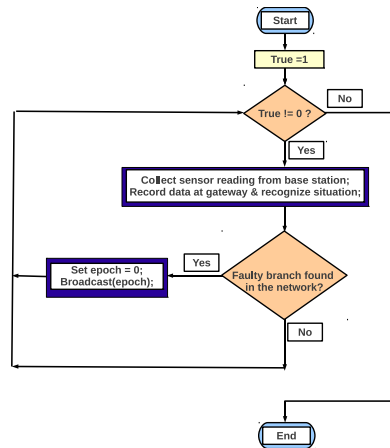 Start
True =1
True != 0 ?
No
Yes
Collect sensor reading from base station;
Record data at gateway & recognize situation;
Yes
Set epoch = 0;
Broadcast(epoch);
Faulty branch found
in the network?
No
End